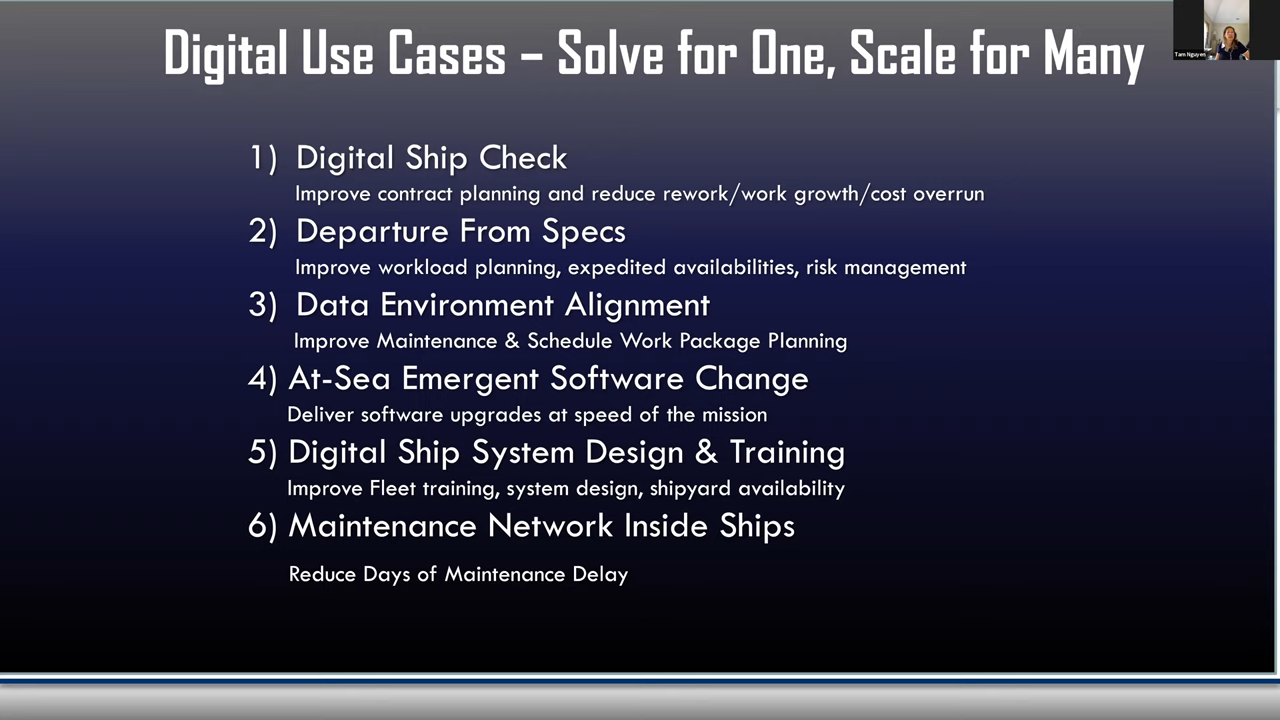 Digital Use Cases – Solve for One, Scale for Many
Tam Nguyen
1) Digital Ship Check
Improve contract planning and reduce rework/work growth/cost overrun
2) Departure From Specs
Improve workload planning, expedited availabilities, risk management
3) Data Environment Alignment
Improve Maintenance & Schedule Work Package Planning
4) At-Sea Emergent Software Change
Deliver software upgrades at speed of the mission
5) Digital Ship System Design & Training
Improve Fleet training, system design, shipyard availability
6) Maintenance Network Inside Ships
Reduce Days of Maintenance Delay